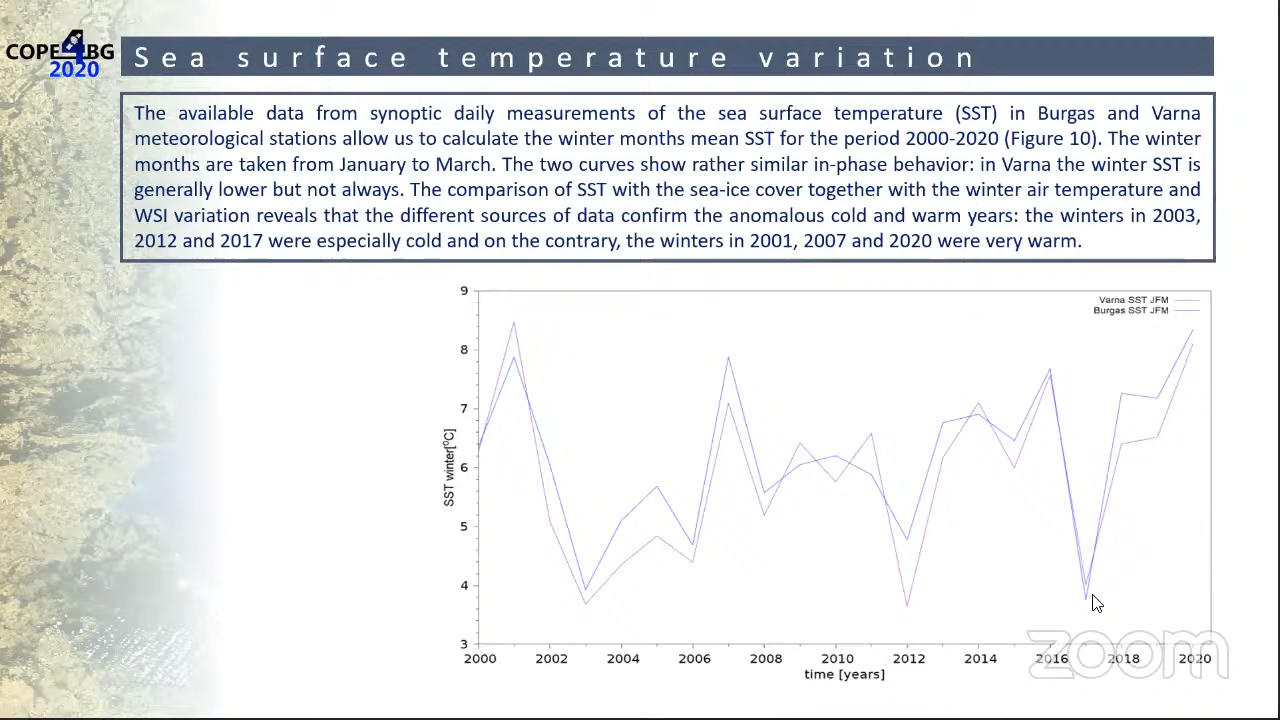 COPE4BG
2020
Sea surface temperature variation
The available data from synoptic daily measurements of the sea surface temperature (SST) in Burgas and Varna
meteorological stations allow us to calculate the winter months mean SST for the period 2000-2020 (Figure 10). The winter
months are taken from January to March. The two curves show rather similar in-phase behavior: in Varna the winter SST is
generally lower but not always. The comparison of SST with the sea-ice cover together with the winter air temperature and
WSI variation reveals that the different sources of data confirm the anomalous cold and warm years: the winters in 2003,
2012 and 2017 were especially cold and on the contrary, the winters in 2001, 2007 and 2020 were very warm.
Varna SST JFM
Burgas SST JFM
9
8
7
6
5
4
3
SST winter[⁰C]
2000 2002 2004 2006 2008 2010 2012 2014 2016 2018 2020
time [years]
zoom